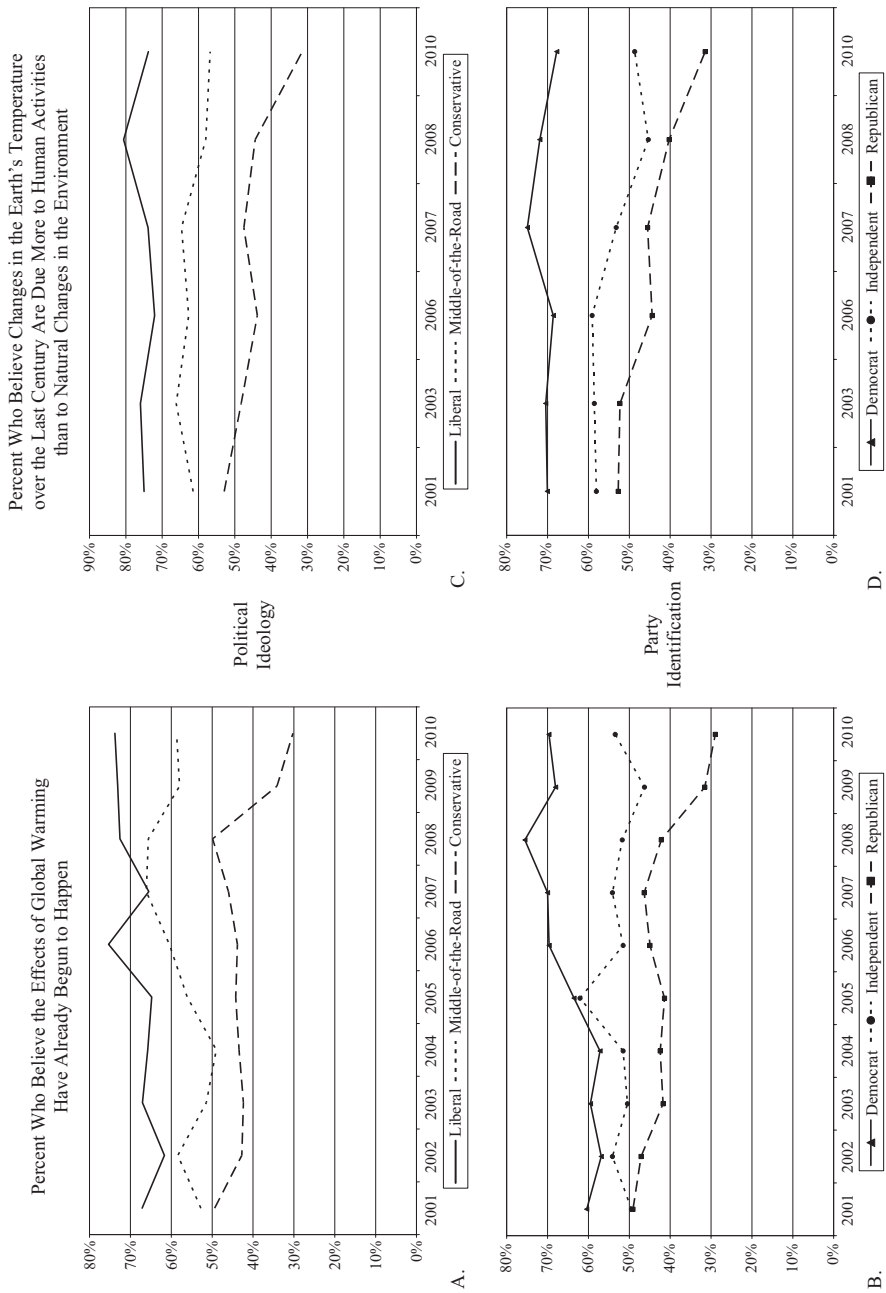 Percent Who Believe the Effects of Global Warming
Have Already Begun to Happen
90%
80%
70%
60%
50%
40%
30%
20%
10%
0%
2001 2002 2003 2004 2005 2006 2007 2008 2009 2010
Liberal Middle-of-the-Road Conservative
A.
Political
Ideology
Percent Who Believe Changes in the Earth's Temperature
over the Last Century Are Due More to Human Activities
than to Natural Changes in the Environment
90%
80%
70%
60%
50%
40%
30%
20%
10%
0%
2001 2003 2006 2007 2008 2010
Liberal Middle-of-the-Road Conservative
C.
80%
70%
60%
50%
40%
30%
20%
10%
0%
2001 2002 2003 2004 2005 2006 2007 2008 2009 2010
Democrat Independent Republican
B.
Party
Identification
80%
70%
60%
50%
40%
30%
20%
10%
0%
2001 2003 2006 2007 2008 2010
Democrat Independent Republican
D.